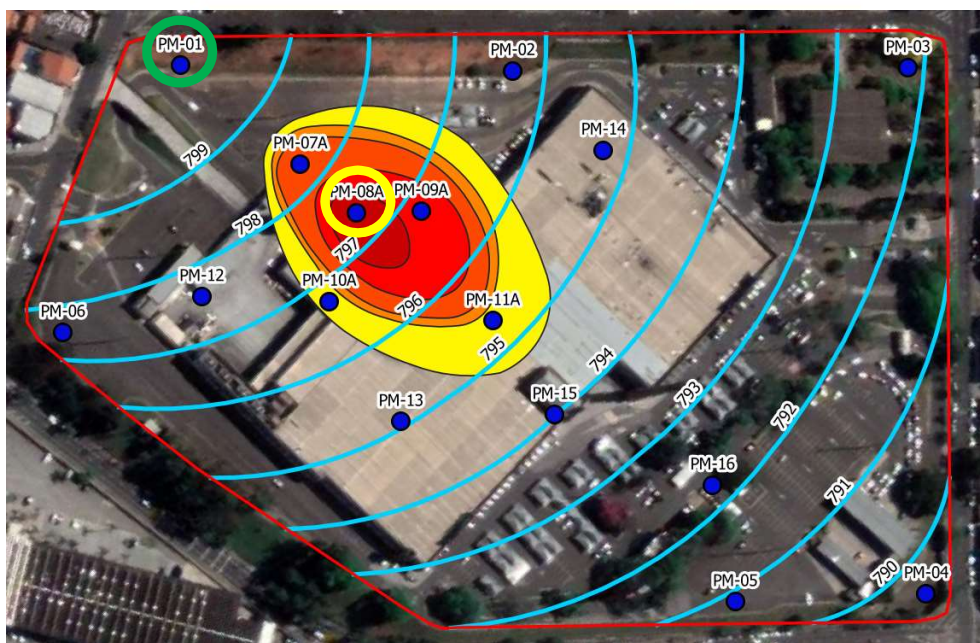 PM-01
PM-02
PM-03
PM-14
PM-07A
799
PM-08A
PM-09A
798
797
PM-10A
PM-12
796
PM-11A
PM-06
795
794
PM-13
PM-15
793
792
PM-16
791
790
PM-05
PM-04